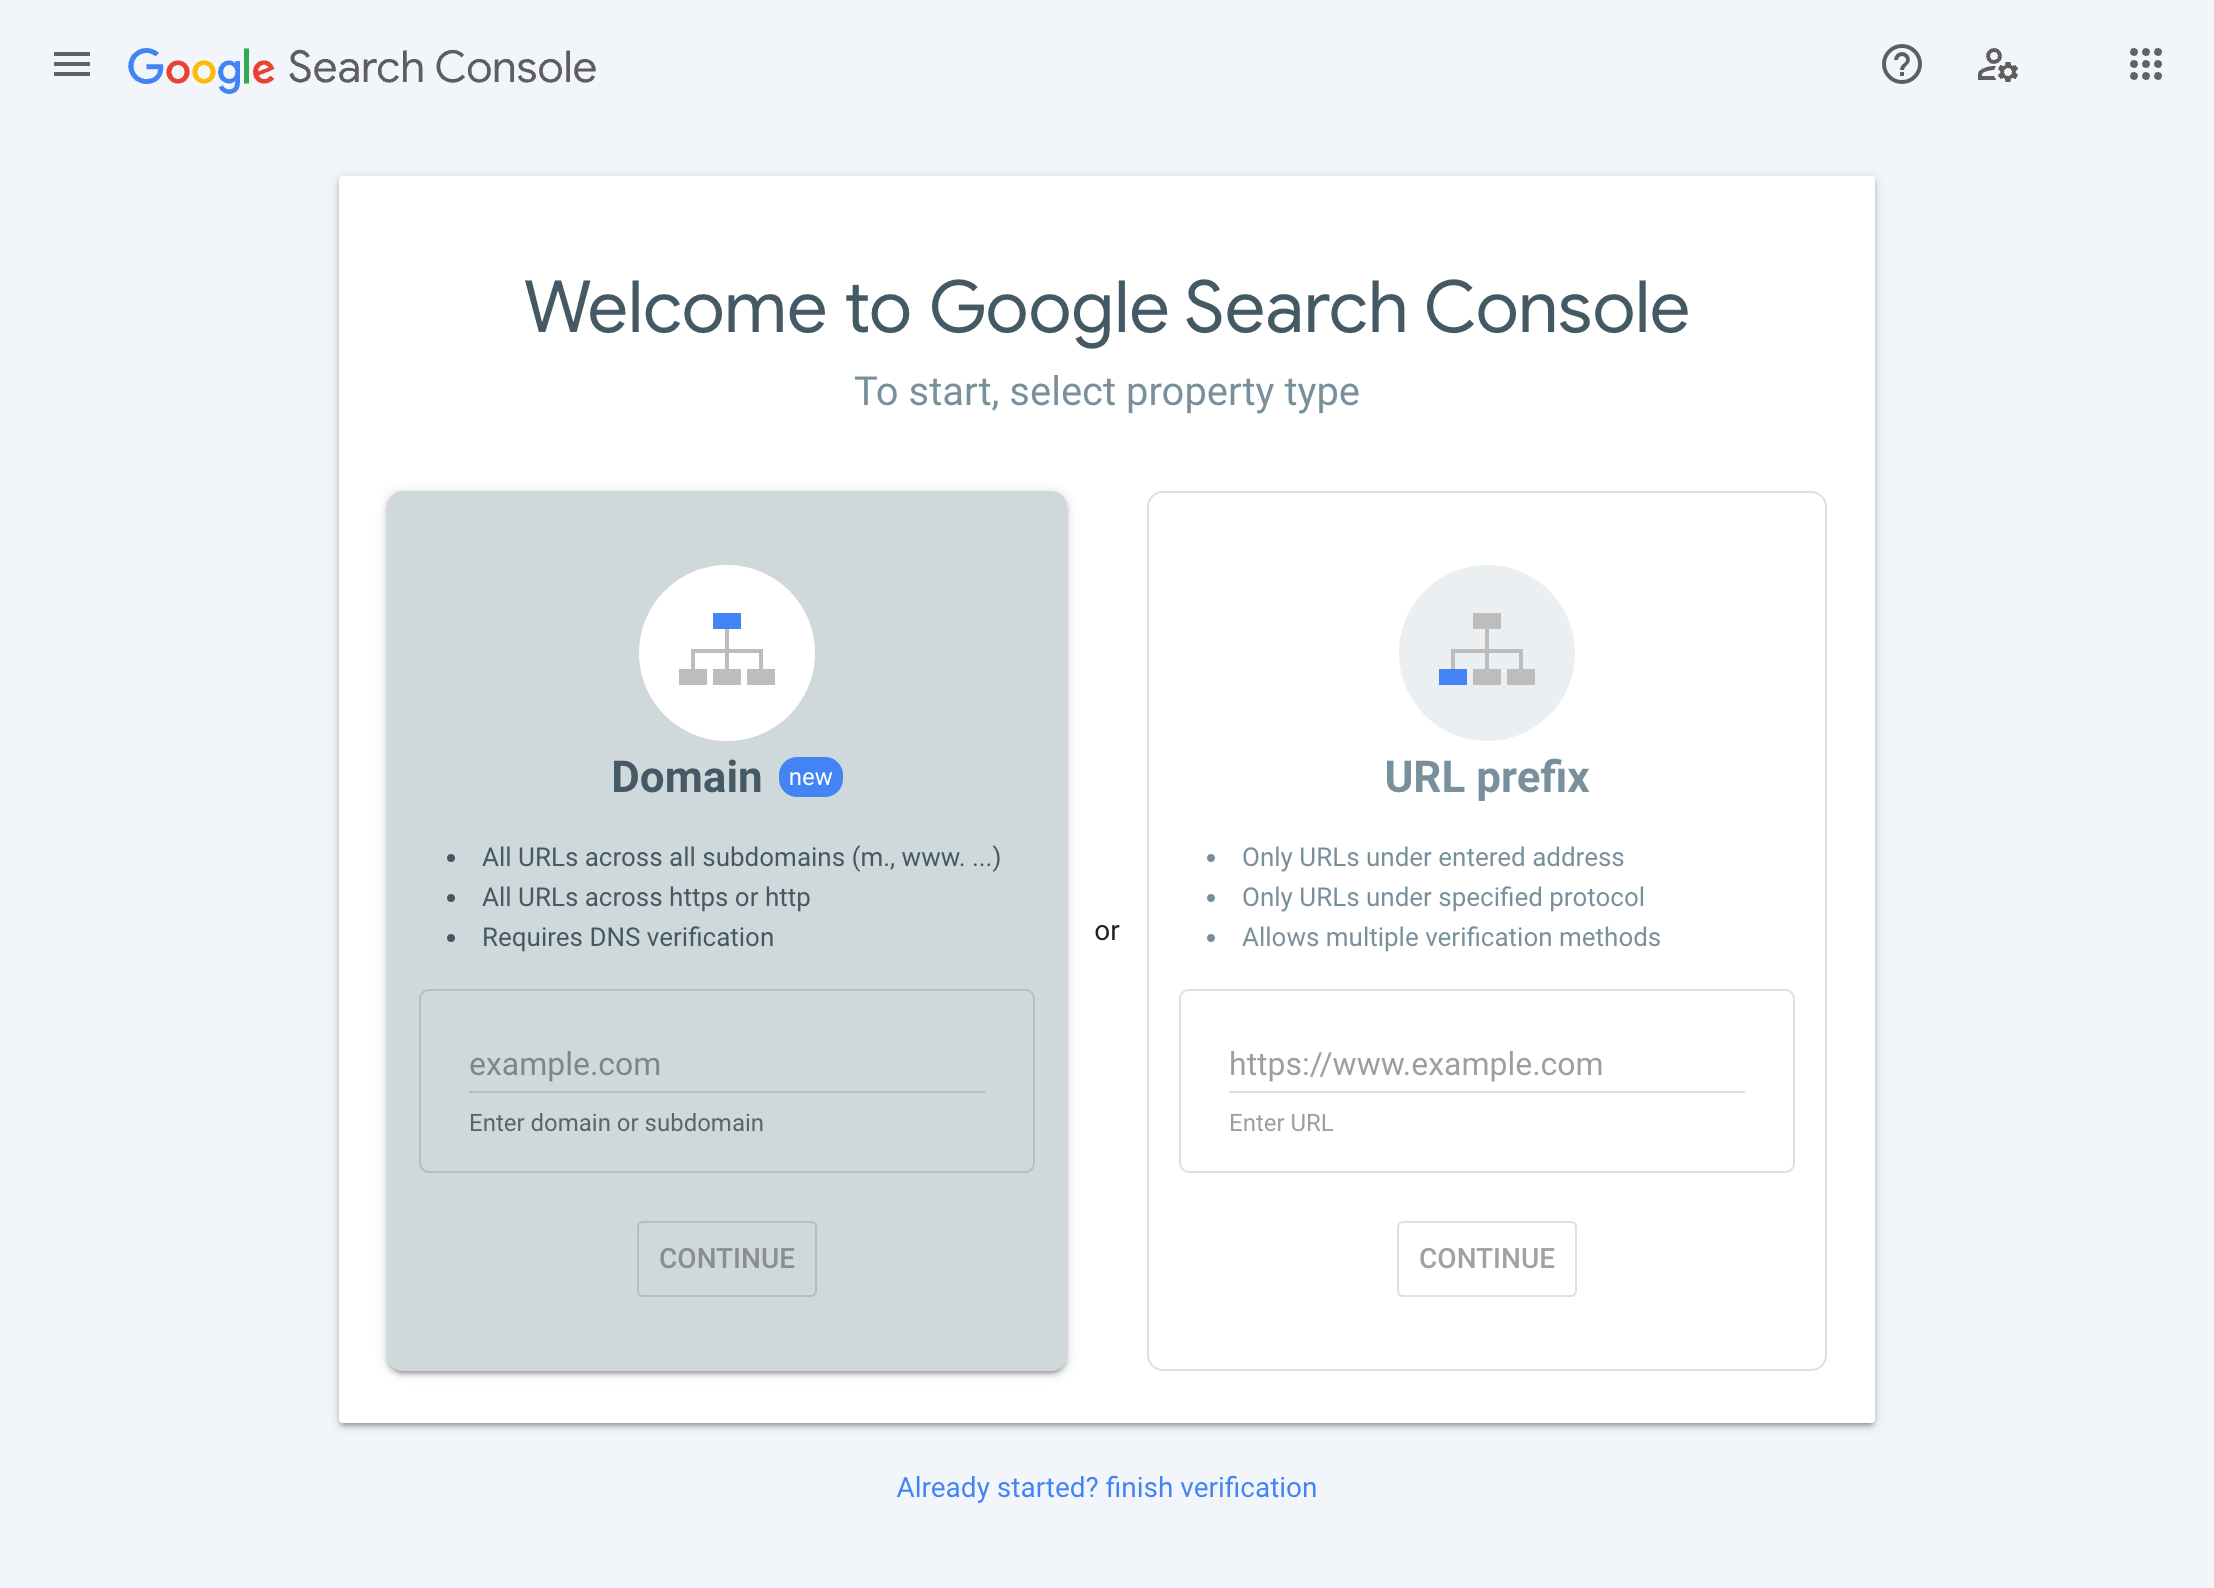 Google Search Console
Welcome to Google Search Console
To start, select property type
Domain new
• All URLs across all subdomains (m., www. ...)
• All URLs across https or http
• Requires DNS verification
example.com
Enter domain or subdomain
CONTINUE
or
URL prefix
• Only URLs under entered address
• Only URLs under specified protocol
• Allows multiple verification methods
https://www.example.com
Enter URL
CONTINUE
Already started? finish verification